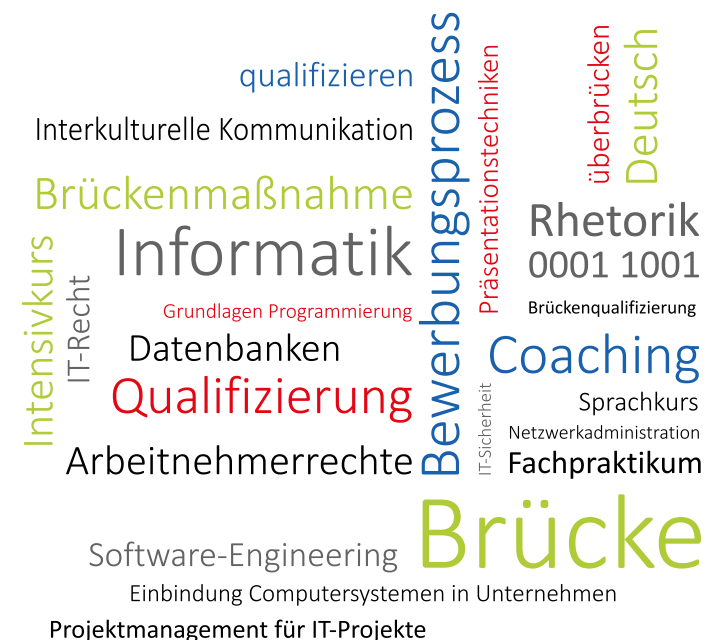 qualifizieren
Interkulturelle Kommunikation
Brückenmaßnahme
Informatik
Intensivkurs
IT-Recht
Grundlagen Programmierung
Datenbanken
Qualifizierung
Arbeitnehmerrechte
Bewerbungsprozess
Präsentationstechniken
überbrücken
Deutsch
Rhetorik
0001 1001
Brückenqualifizierung
Coaching
Sprachkurs
IT-Sicherheit
Netzwerkadministration
Fachpraktikum
Brücke
Software-Engineering
Einbindung Computersystemen in Unternehmen
Projektmanagement für IT-Projekte